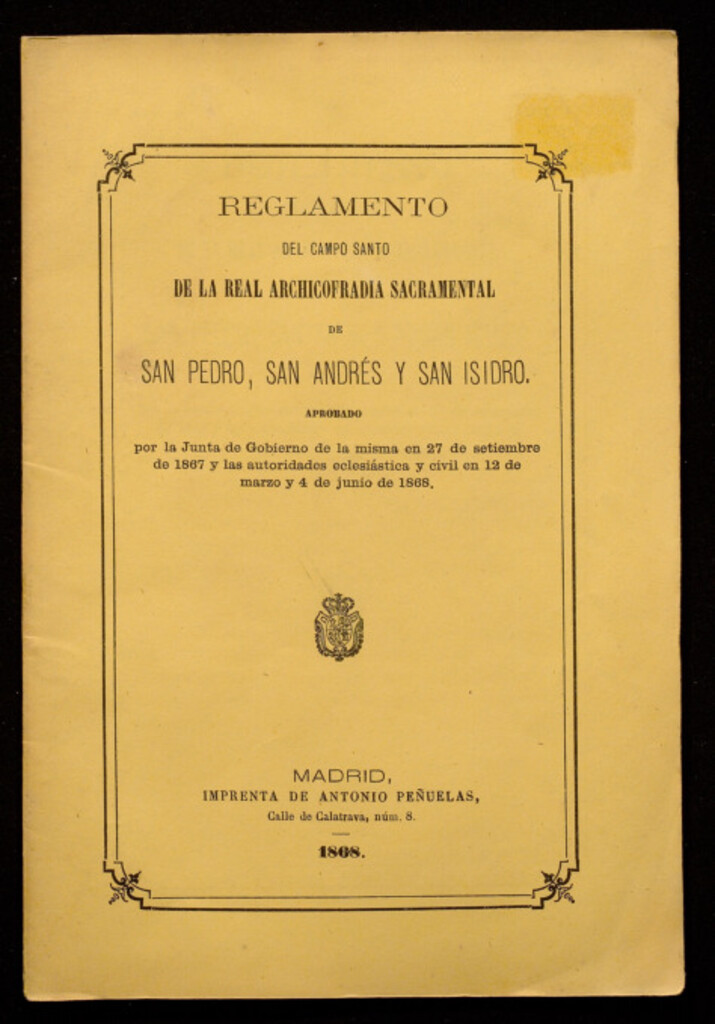 REGLAMENTO
DEL CAMPO SANTO
DE LA REAL ARCHICOFRADIA SACRAMENTAL
DE
SAN PEDRO, SAN ANDRÉS Y SAN ISIDRO.
APROBADO
por la Junta de Gobierno de la misma en 27 de setiembre
de 1867 y las autoridades eclesiástica y civil en 12 de
marzo y 4 de junio de 1868.
MADRID,
IMPRENTA DE ANTONIO PEÑUELAS,
Calle de Calatrava, núm. 8.
1868.